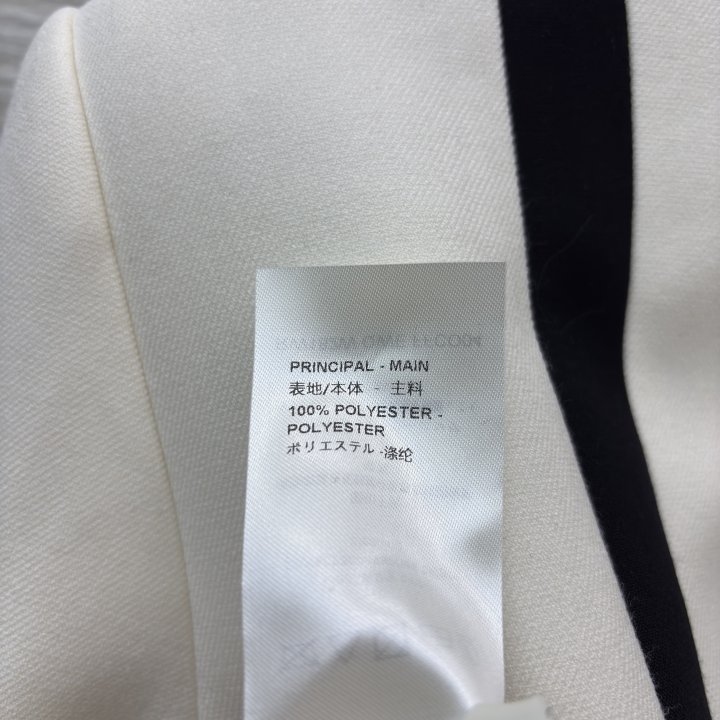 PRINCIPAL - MAIN
表地/本体 - 主料
100% POLYESTER -
POLYESTER
ポリエステル -涤纶